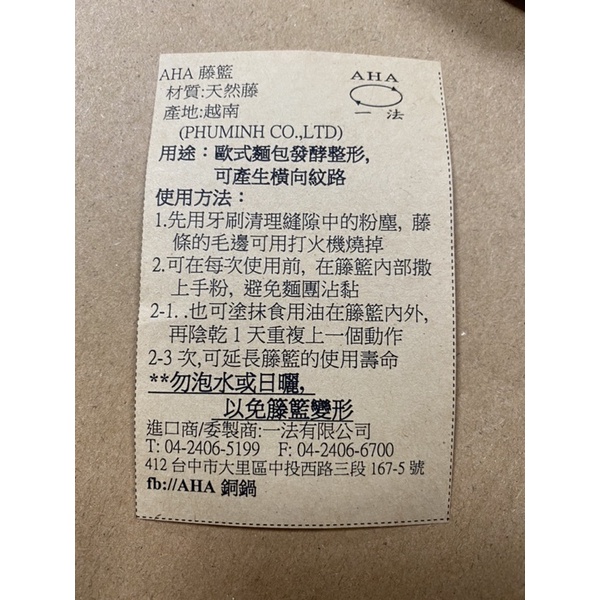 AHA 藤籃
材質:天然藤
產地:越南
(PHUMINH CO.,LTD)
AHA
一 法
用途：歐式麵包發酵整形,
可產生橫向紋路
使用方法：
1.先用牙刷清理縫隙中的粉塵, 藤
條的毛邊可用打火機燒掉
2.可在每次使用前, 在籐籃內部撒
上手粉, 避免麵團沾黏
2-1. .也可塗抹食用油在籐籃內外,
再陰乾 1 天重複上一個動作
2-3 次,可延長籐籃的使用壽命
**勿泡水或日曬,
以免籐籃變形
進口商/委製商:一法有限公司
T: 04-2406-5199 F: 04-2406-6700
412 台中市大里區中投西路三段 167-5 號
fb://AHA 銅鍋